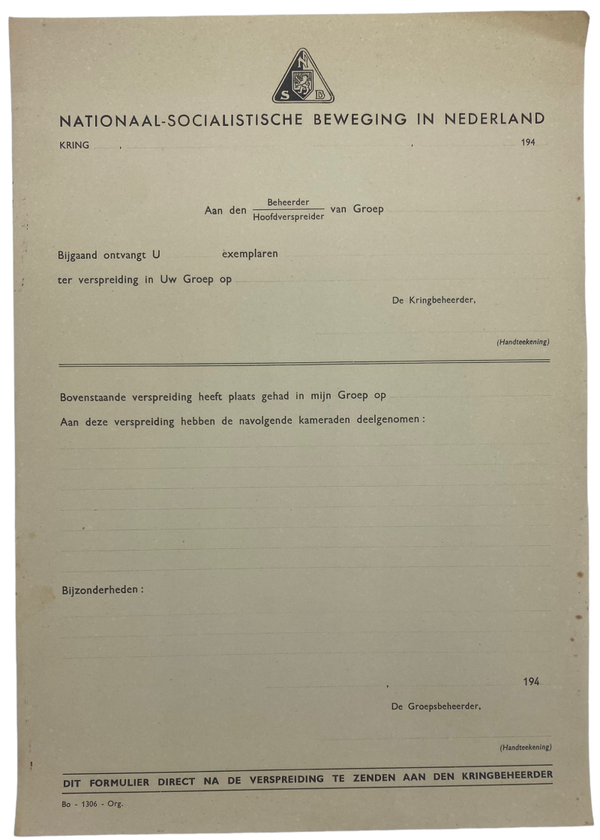 N
S B
NATIONAAL-SOCIALISTISCHE BEWEGING IN NEDERLAND
KRING , . 194
Aan den Beheerder / Hoofdverspreider van Groep
Bijgaand ontvangt U exemplaren
ter verspreiding in Uw Groep op
De Kringbeheerder,
(Handteekening)
Bovenstaande verspreiding heeft plaats gehad in mijn Groep op
Aan deze verspreiding hebben de navolgende kameraden deelgenomen :
Bijzonderheden :
, 194
De Groepsbeheerder,
(Handteekening)
DIT FORMULIER DIRECT NA DE VERSPREIDING TE ZENDEN AAN DEN KRINGBEHEERDER
Bo - 1306 - Org.